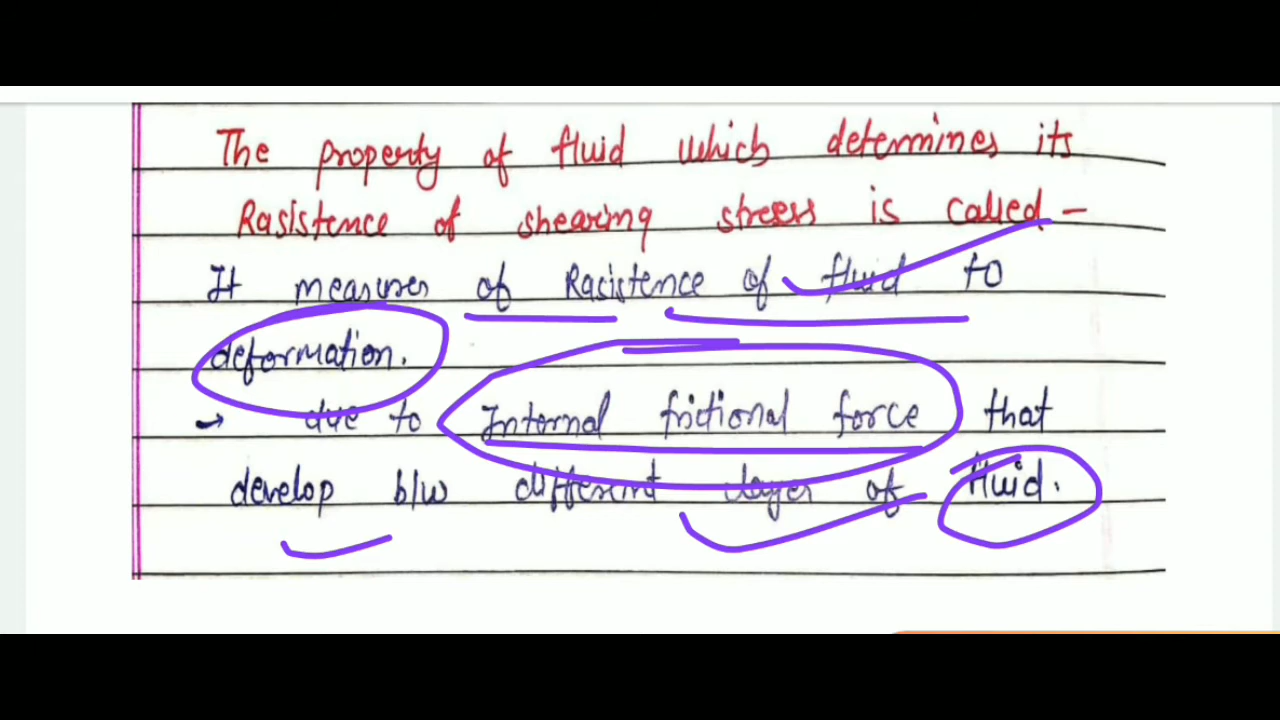 The property of fluid which determines its
Rasistence of shearing stress is called -
It measures of Rasistence of fluid to
deformation.
→ due to Internal frictional force that
develop b/w different layer of fluid.